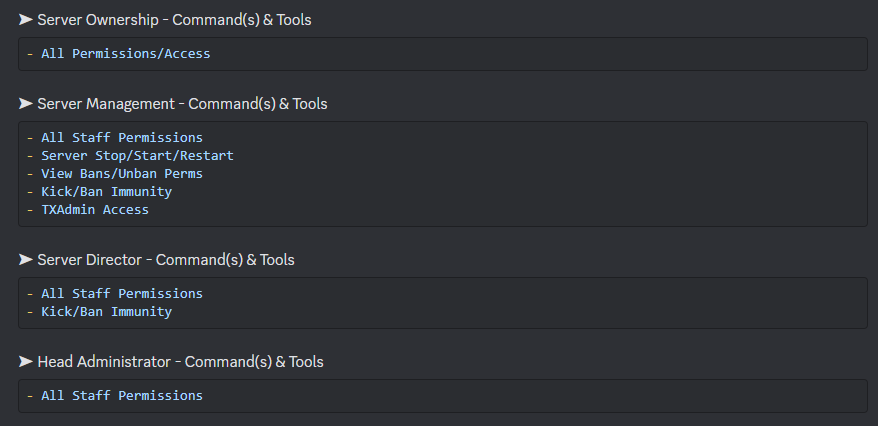 ➤ Server Ownership - Command(s) & Tools
- All Permissions/Access
➤ Server Management - Command(s) & Tools
- All Staff Permissions
- Server Stop/Start/Restart
- View Bans/Unban Perms
- Kick/Ban Immunity
- TXAdmin Access
➤ Server Director - Command(s) & Tools
- All Staff Permissions
- Kick/Ban Immunity
➤ Head Administrator - Command(s) & Tools
- All Staff Permissions